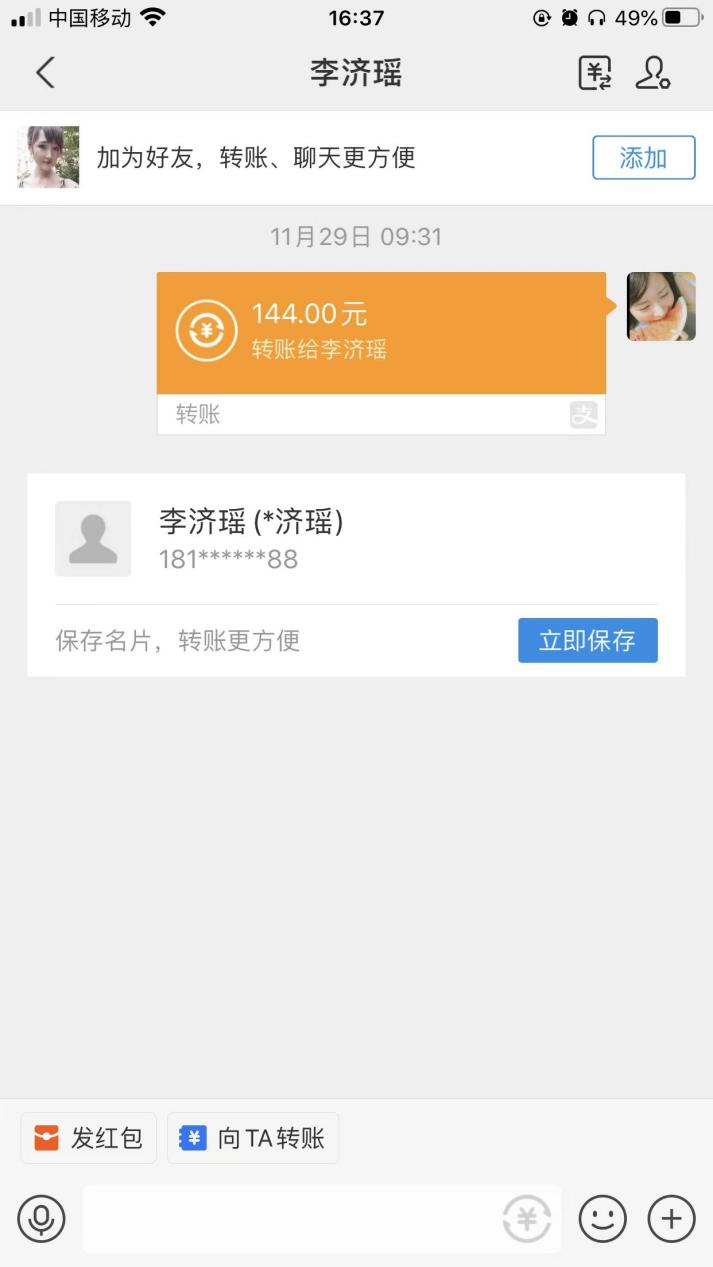 中国移动 16:37 49%
李济瑶
加为好友，转账、聊天更方便 添加
11月29日 09:31
144.00元
转账给李济瑶
转账 支
李济瑶 (*济瑶)
181******88
保存名片，转账更方便 立即保存
发红包 向TA转账